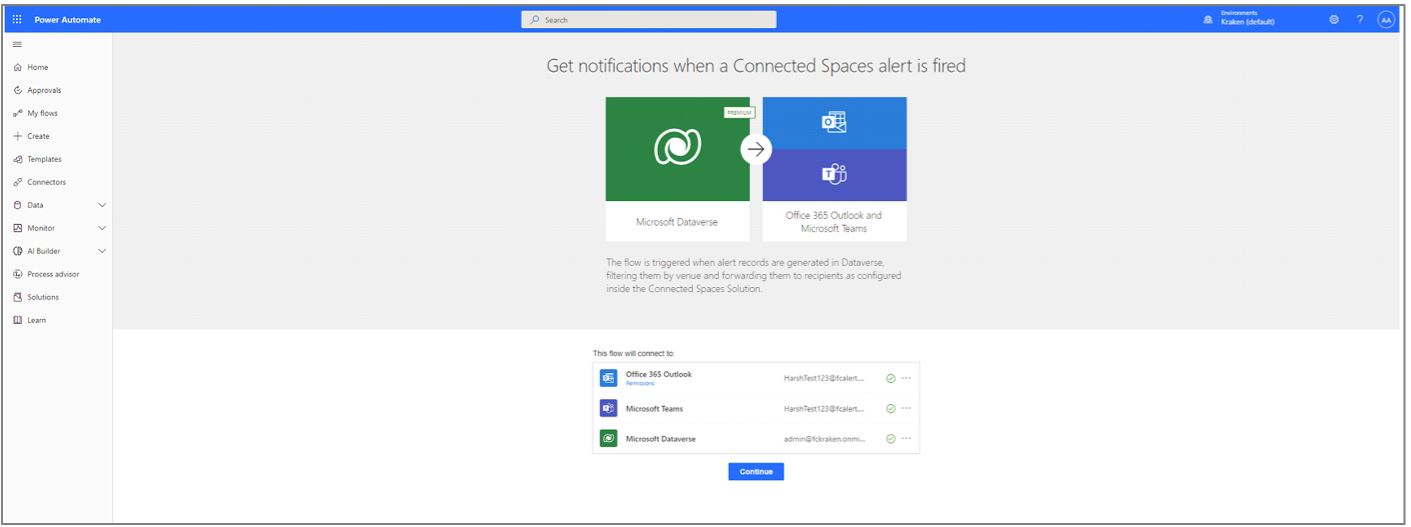 Power Automate
Search
Environments
Kraken (default)
?
AA
Home
Approvals
My flows
Create
Templates
Connectors
Data
Monitor
AI Builder
Process advisor
Solutions
Learn
Get notifications when a Connected Spaces alert is fired
PREMIUM
Microsoft Dataverse
Office 365 Outlook and
Microsoft Teams
The flow is triggered when alert records are generated in Dataverse,
filtering them by venue and forwarding them to recipients as configured
inside the Connected Spaces Solution.
This flow will connect to:
Office 365 Outlook
HarshTest123@fcalert....
Permissions
Microsoft Teams
HarshTest123@fcalert....
Microsoft Dataverse
admin@fckraken.onmi...
Continue